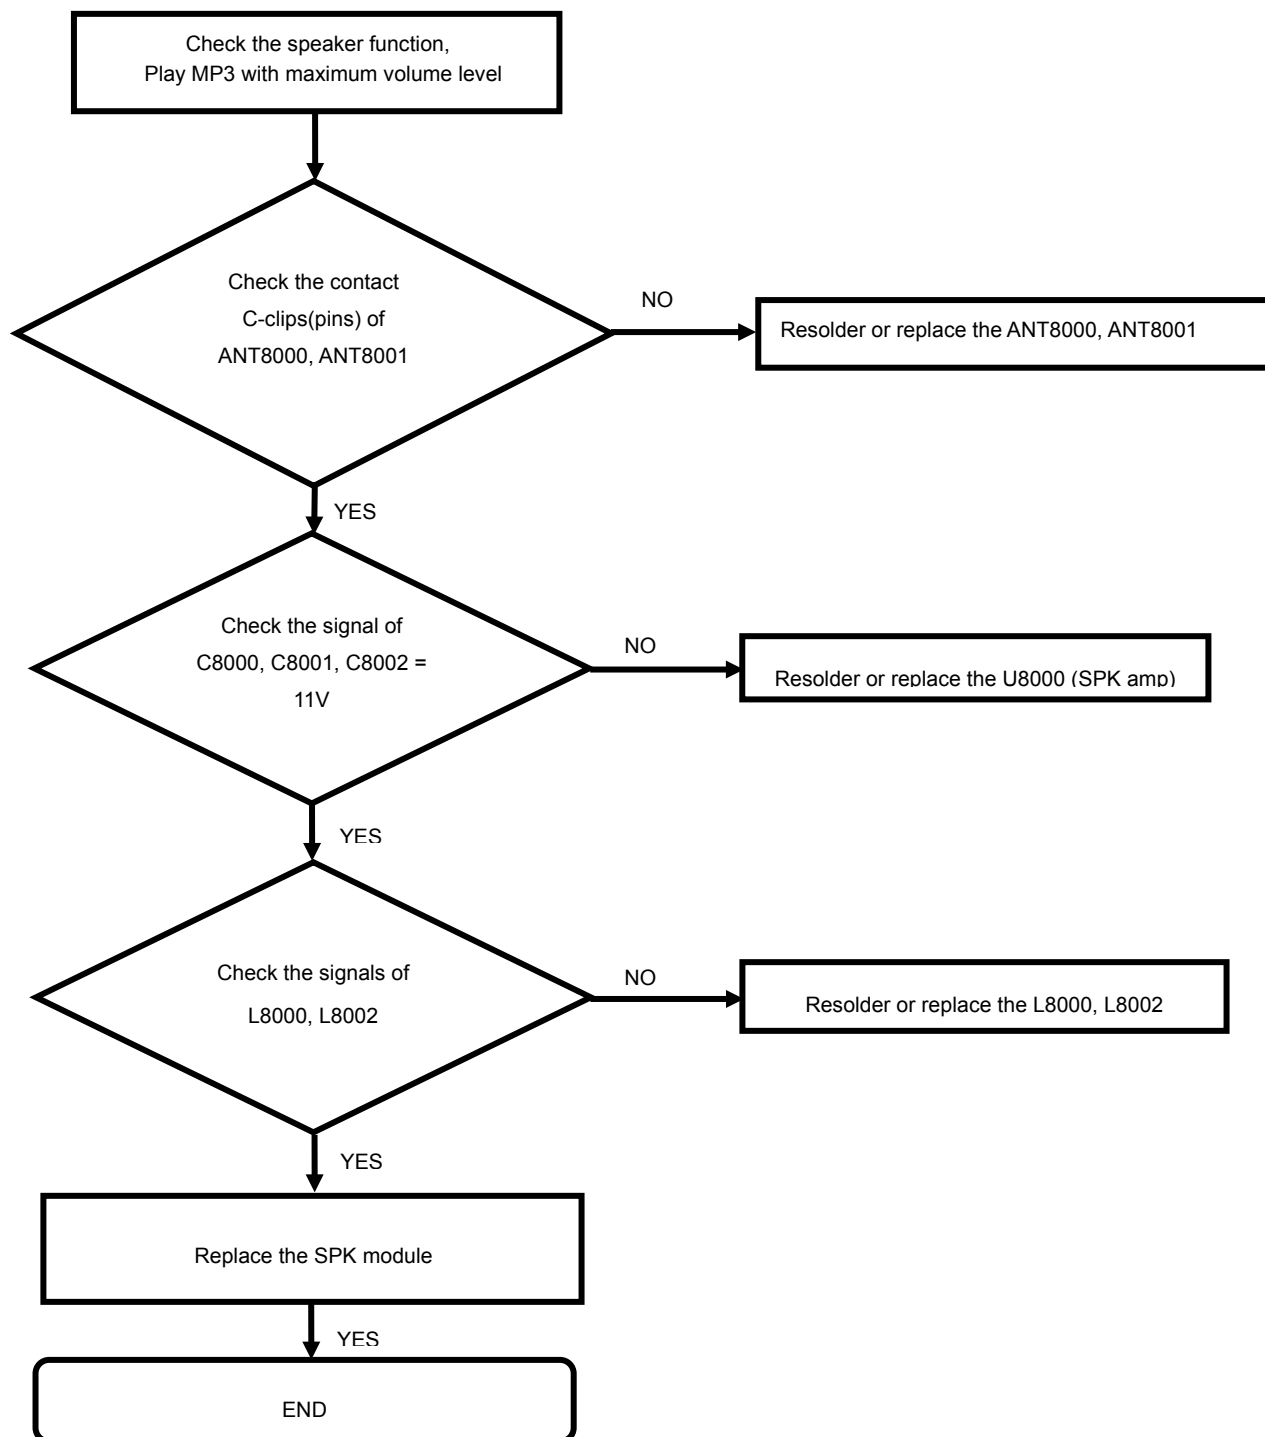 Check the speaker function,
Play MP3 with maximum volume level
Check the contact
C-clips(pins) of
ANT8000, ANT8001
NO
Resolder or replace the ANT8000, ANT8001
YES
Check the signal of
C8000, C8001, C8002 =
11V
NO
Resolder or replace the U8000 (SPK amp)
YES
Check the signals of
L8000, L8002
NO
Resolder or replace the L8000, L8002
YES
Replace the SPK module
YES
END